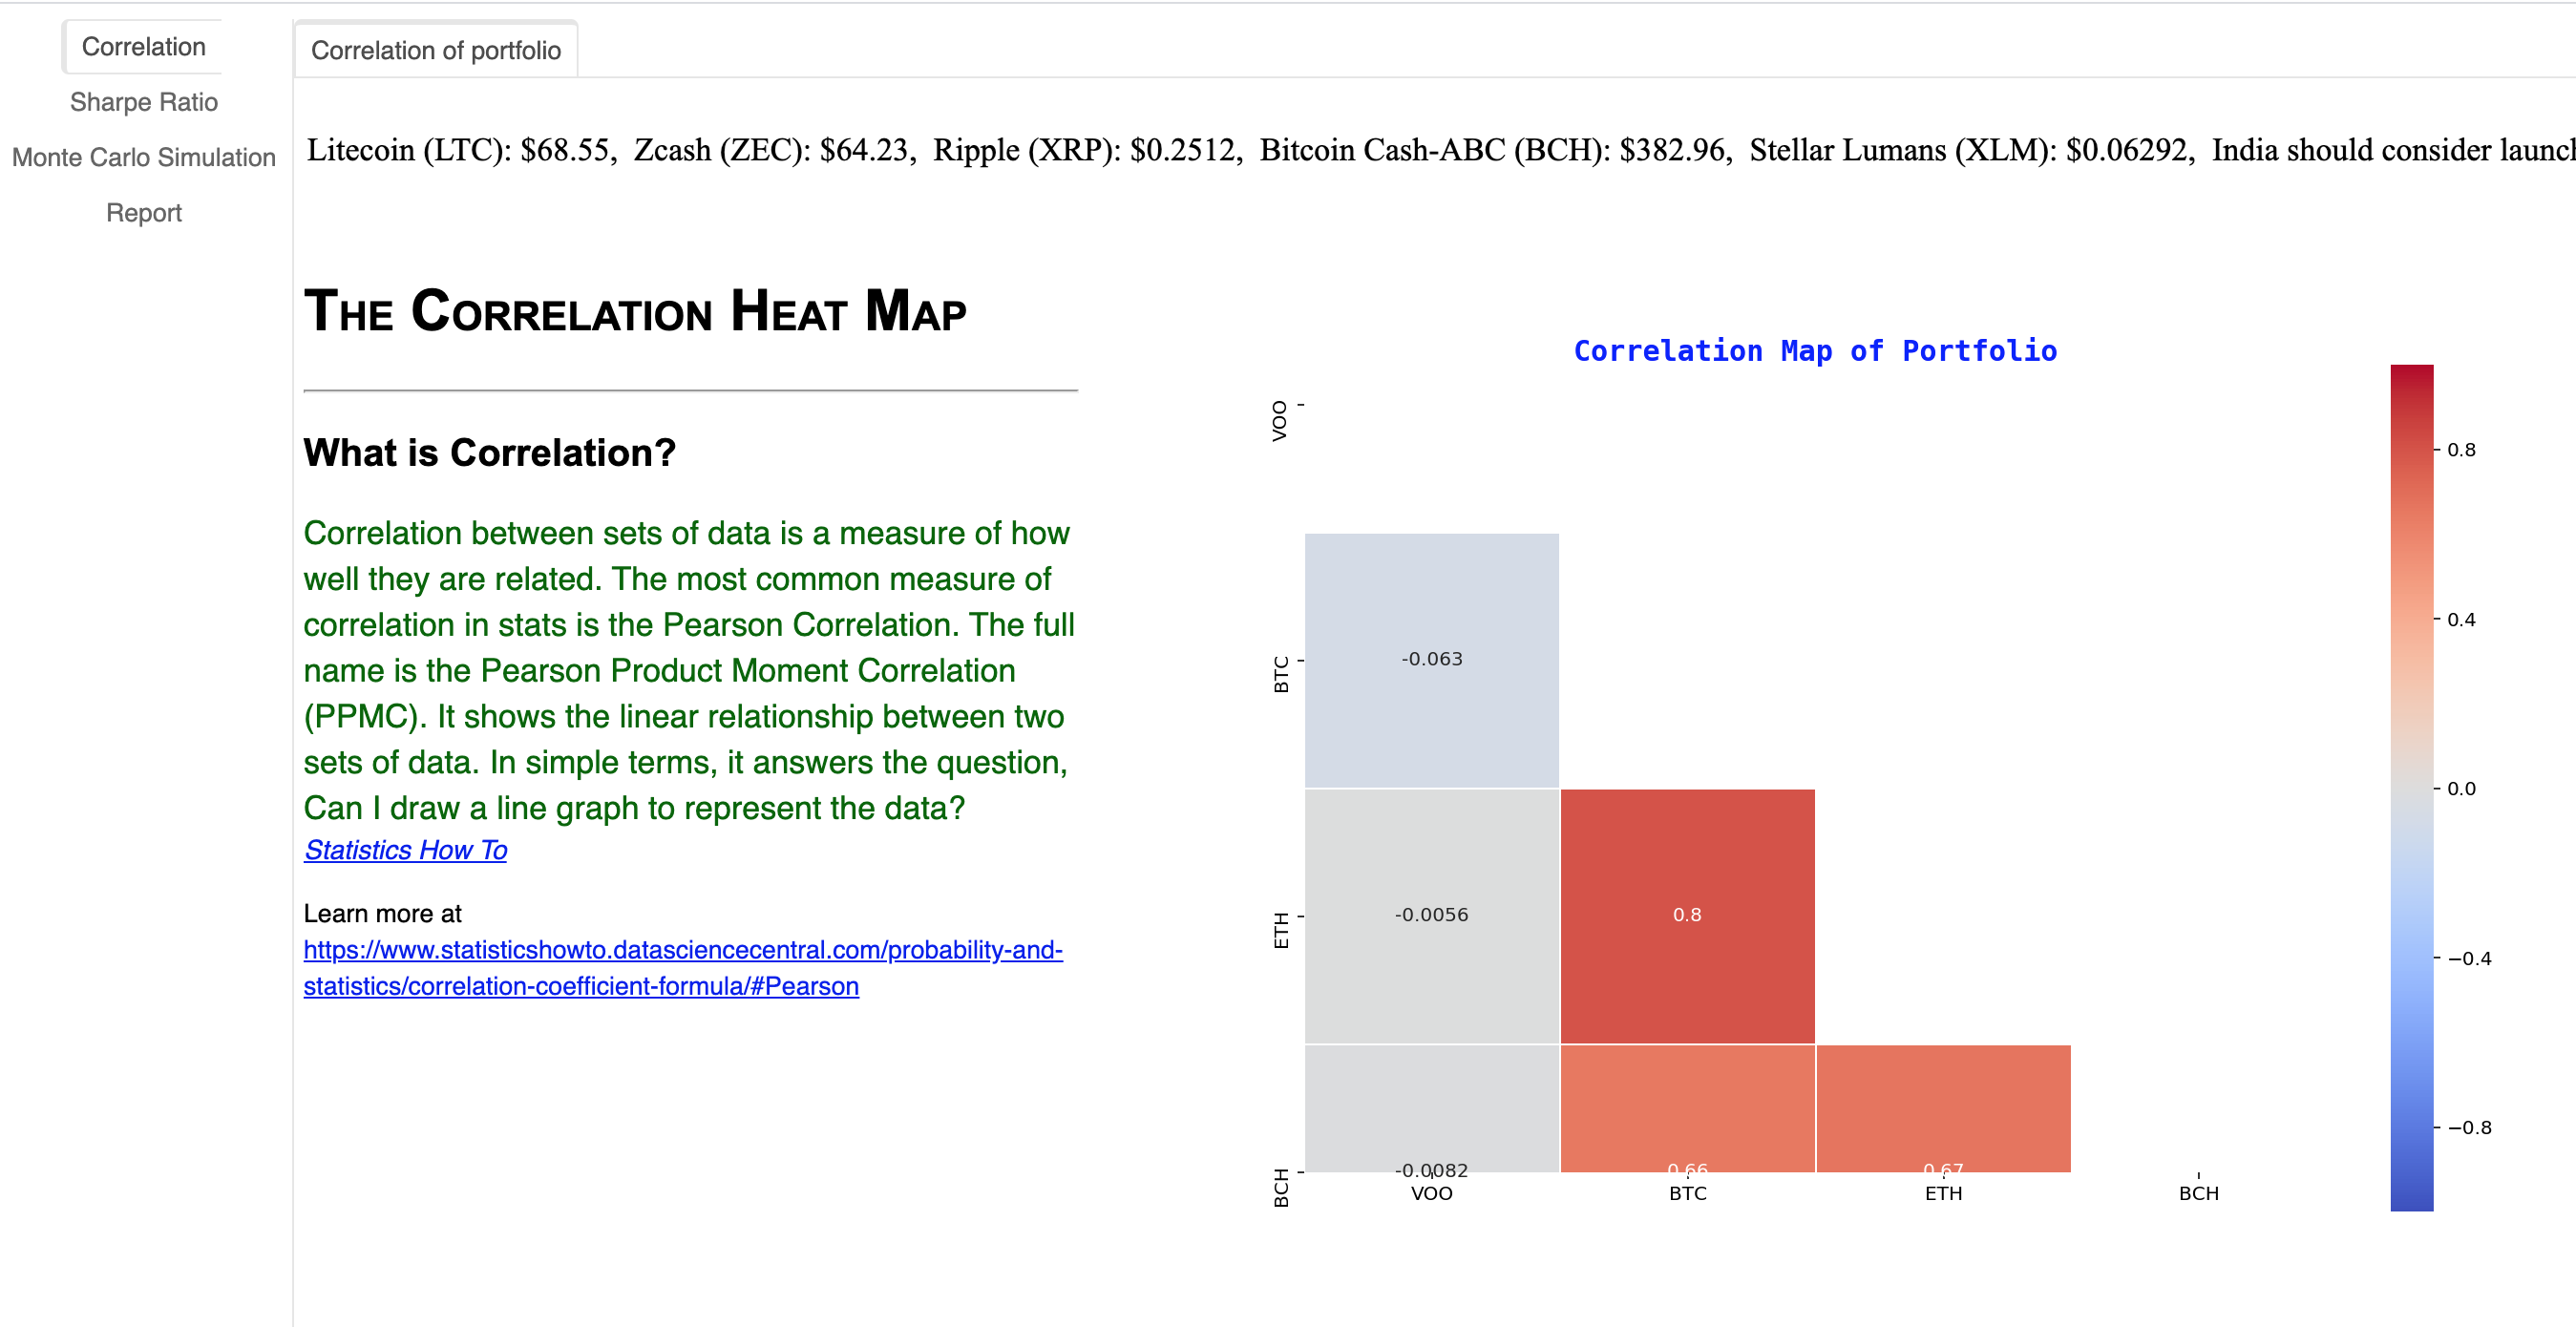 Correlation
Sharpe Ratio
Monte Carlo Simulation
Report
Correlation of portfolio
Litecoin (LTC): $68.55, Zcash (ZEC): $64.23, Ripple (XRP): $0.2512, Bitcoin Cash-ABC (BCH): $382.96, Stellar Lumans (XLM): $0.06292, India should consider
The Correlation Heat Map
What is Correlation?
Correlation between sets of data is a measure of how
well they are related. The most common measure of
correlation in stats is the Pearson Correlation. The full
name is the Pearson Product Moment Correlation
(PPMC). It shows the linear relationship between two
sets of data. In simple terms, it answers the question,
Can I draw a line graph to represent the data?
Statistics How To
Learn more at
https://www.statisticshowto.datasciencecentral.com/probability-and-
statistics/correlation-coefficient-formula/#Pearson
Correlation Map of Portfolio
VOO
BTC
ETH
BCH
-0.063
-0.0056
0.8
-0.0082
0.66
0.67
VOO
BTC
ETH
BCH
0.8
0.4
0.0
−0.4
−0.8